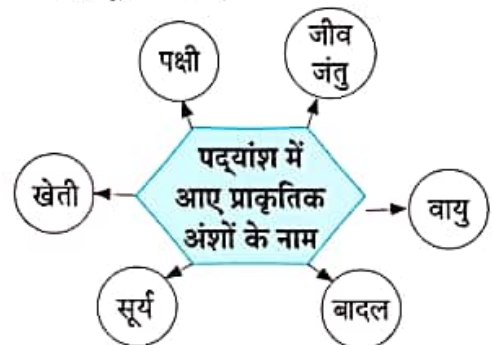 पक्षी
जीव
जंतु
पद्यांश में
आए प्राकृतिक
अंशों के नाम
खेती
वायु
सूर्य
बादल